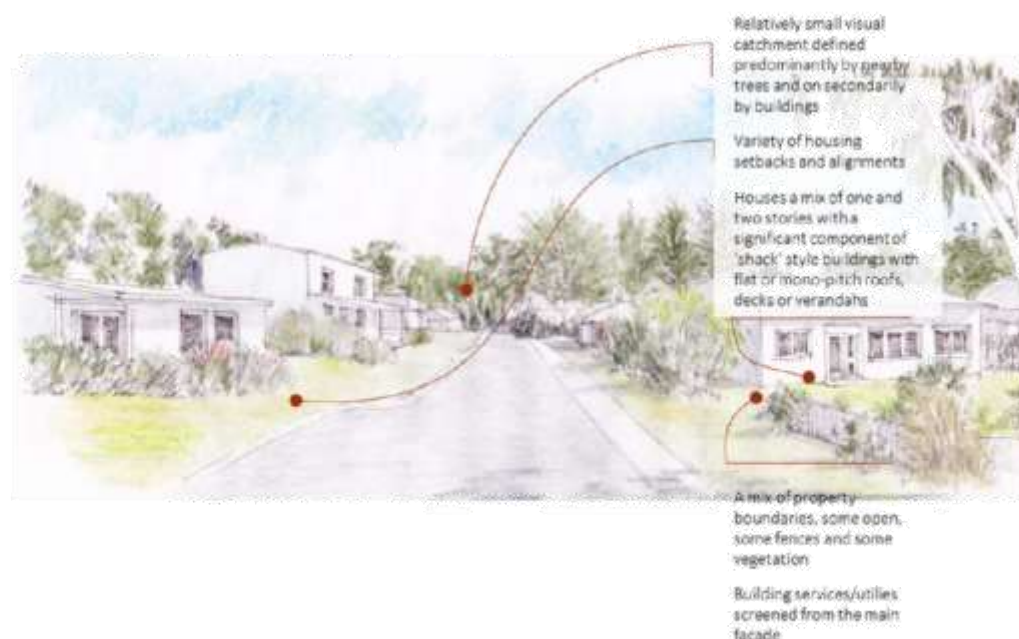 Relatively small visual
catchment defined
predominantly by nearby
trees and on secondarily
by buildings
Variety of housing
setbacks and alignments
Houses a mix of one and
two stories with a
significant component of
'shack' style buildings with
flat or mono-pitch roofs,
decks or verandahs
A mix of property
boundaries, some open,
some fences and some
vegetation
Building services/utilies
screened from the main
facade